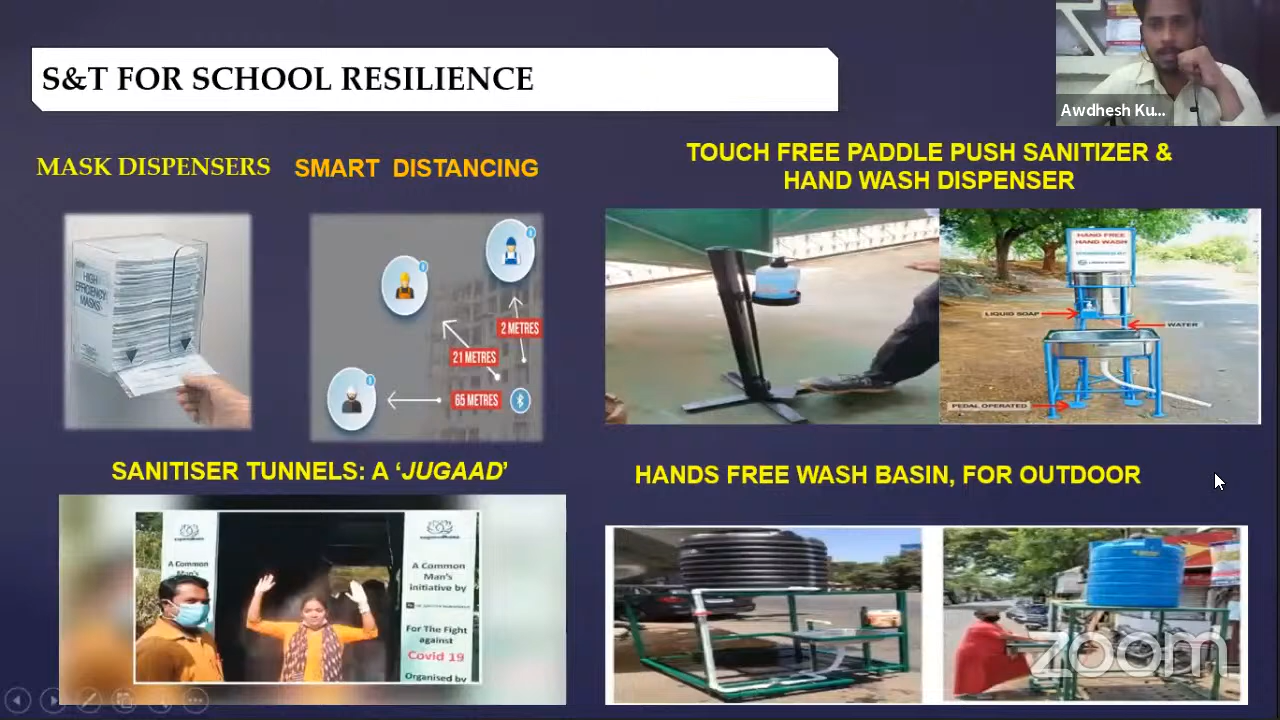 S&T FOR SCHOOL RESILIENCE
Awdhesh Ku...
MASK DISPENSERS
SMART DISTANCING
TOUCH FREE PADDLE PUSH SANITIZER &
HAND WASH DISPENSER
HIGH
EFFICIENCY
MASKS
2 METRES
21 METRES
65 METRES
HAND FREE
HAND WASH
LIQUID SOAP
WATER
PEDAL OPERATED
SANITISER TUNNELS: A ‘JUGAAD’
HANDS FREE WASH BASIN, FOR OUTDOOR
A Common
Man's
A Common
Man's
initiative by
For The Fight
against
Covid 19
Organised by
zoom